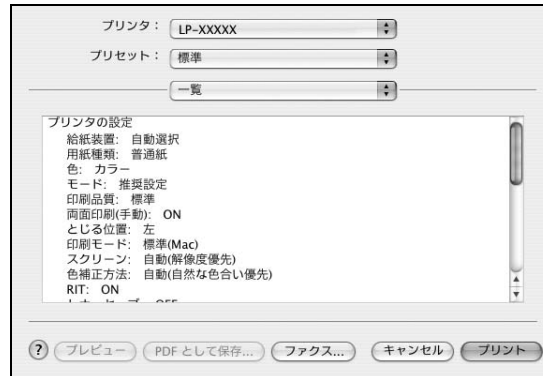 プリンタ： LP-XXXXX
プリセット： 標準
一覧
プリンタの設定
給紙装置: 自動選択
用紙種類: 普通紙
色: カラー
モード: 推奨設定
印刷品質: 標準
両面印刷(手動): ON
とじる位置: 左
印刷モード: 標準(Mac)
スクリーン: 自動(解像度優先)
色補正方法: 自動(自然な色合い優先)
RIT: ON
? プレビュー PDF として保存... ファクス... キャンセル プリント